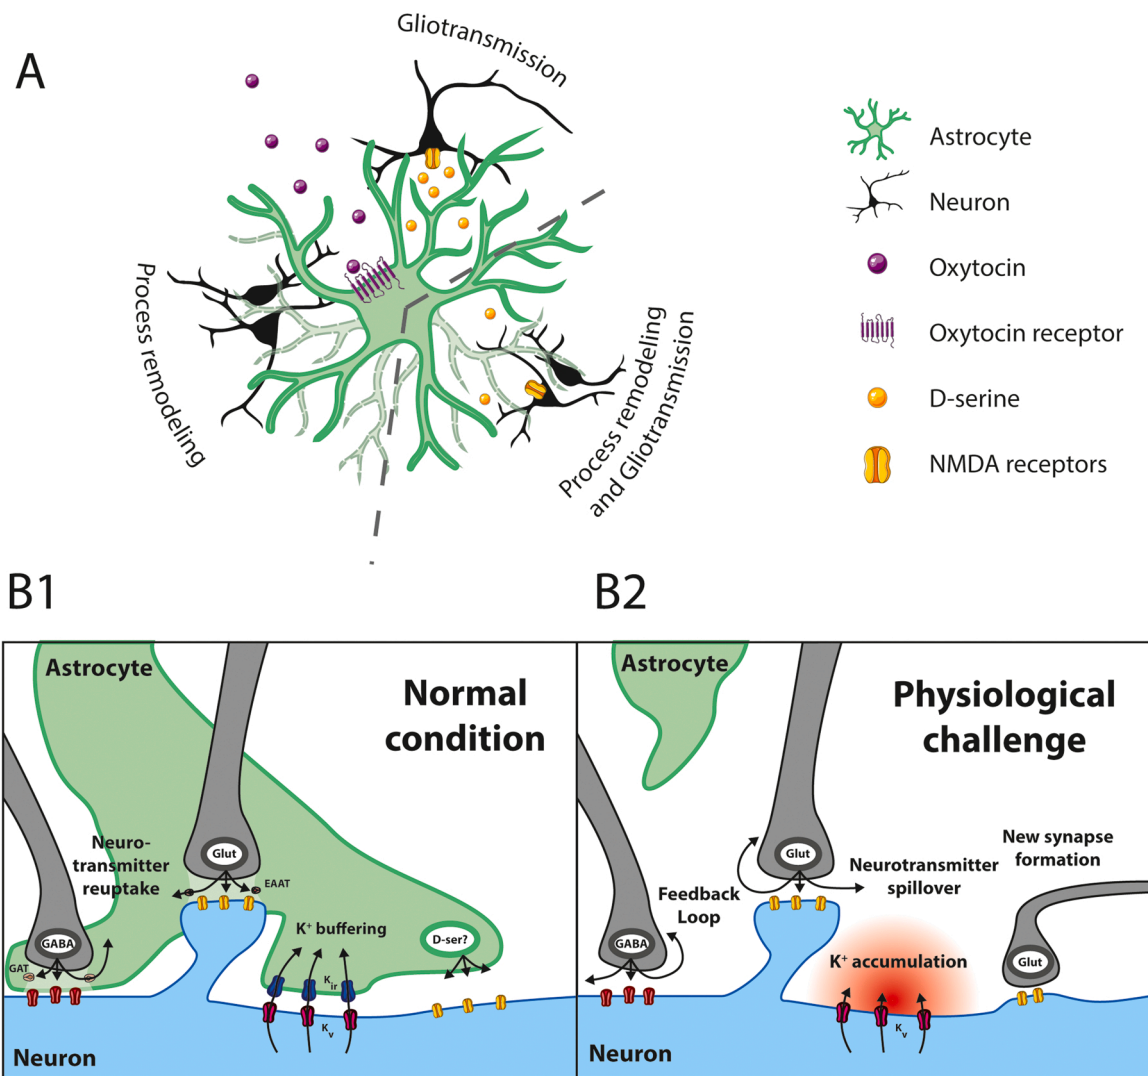 A
Gliotransmission
Process remodeling
Process remodeling
and Gliotransmission
Astrocyte
Neuron
Oxytocin
Oxytocin receptor
D-serine
NMDA receptors
B1
Astrocyte
Normal
condition
Neuro-
transmitter
reuptake
Glut
EAAT
GABA
GAT
K⁺ buffering
D-ser?
Kir
Kv
Neuron
B2
Astrocyte
Physiological
challenge
Glut
New synapse
formation
Neurotransmitter
spillover
Feedback
Loop
GABA
K⁺ accumulation
Glut
Kv
Neuron